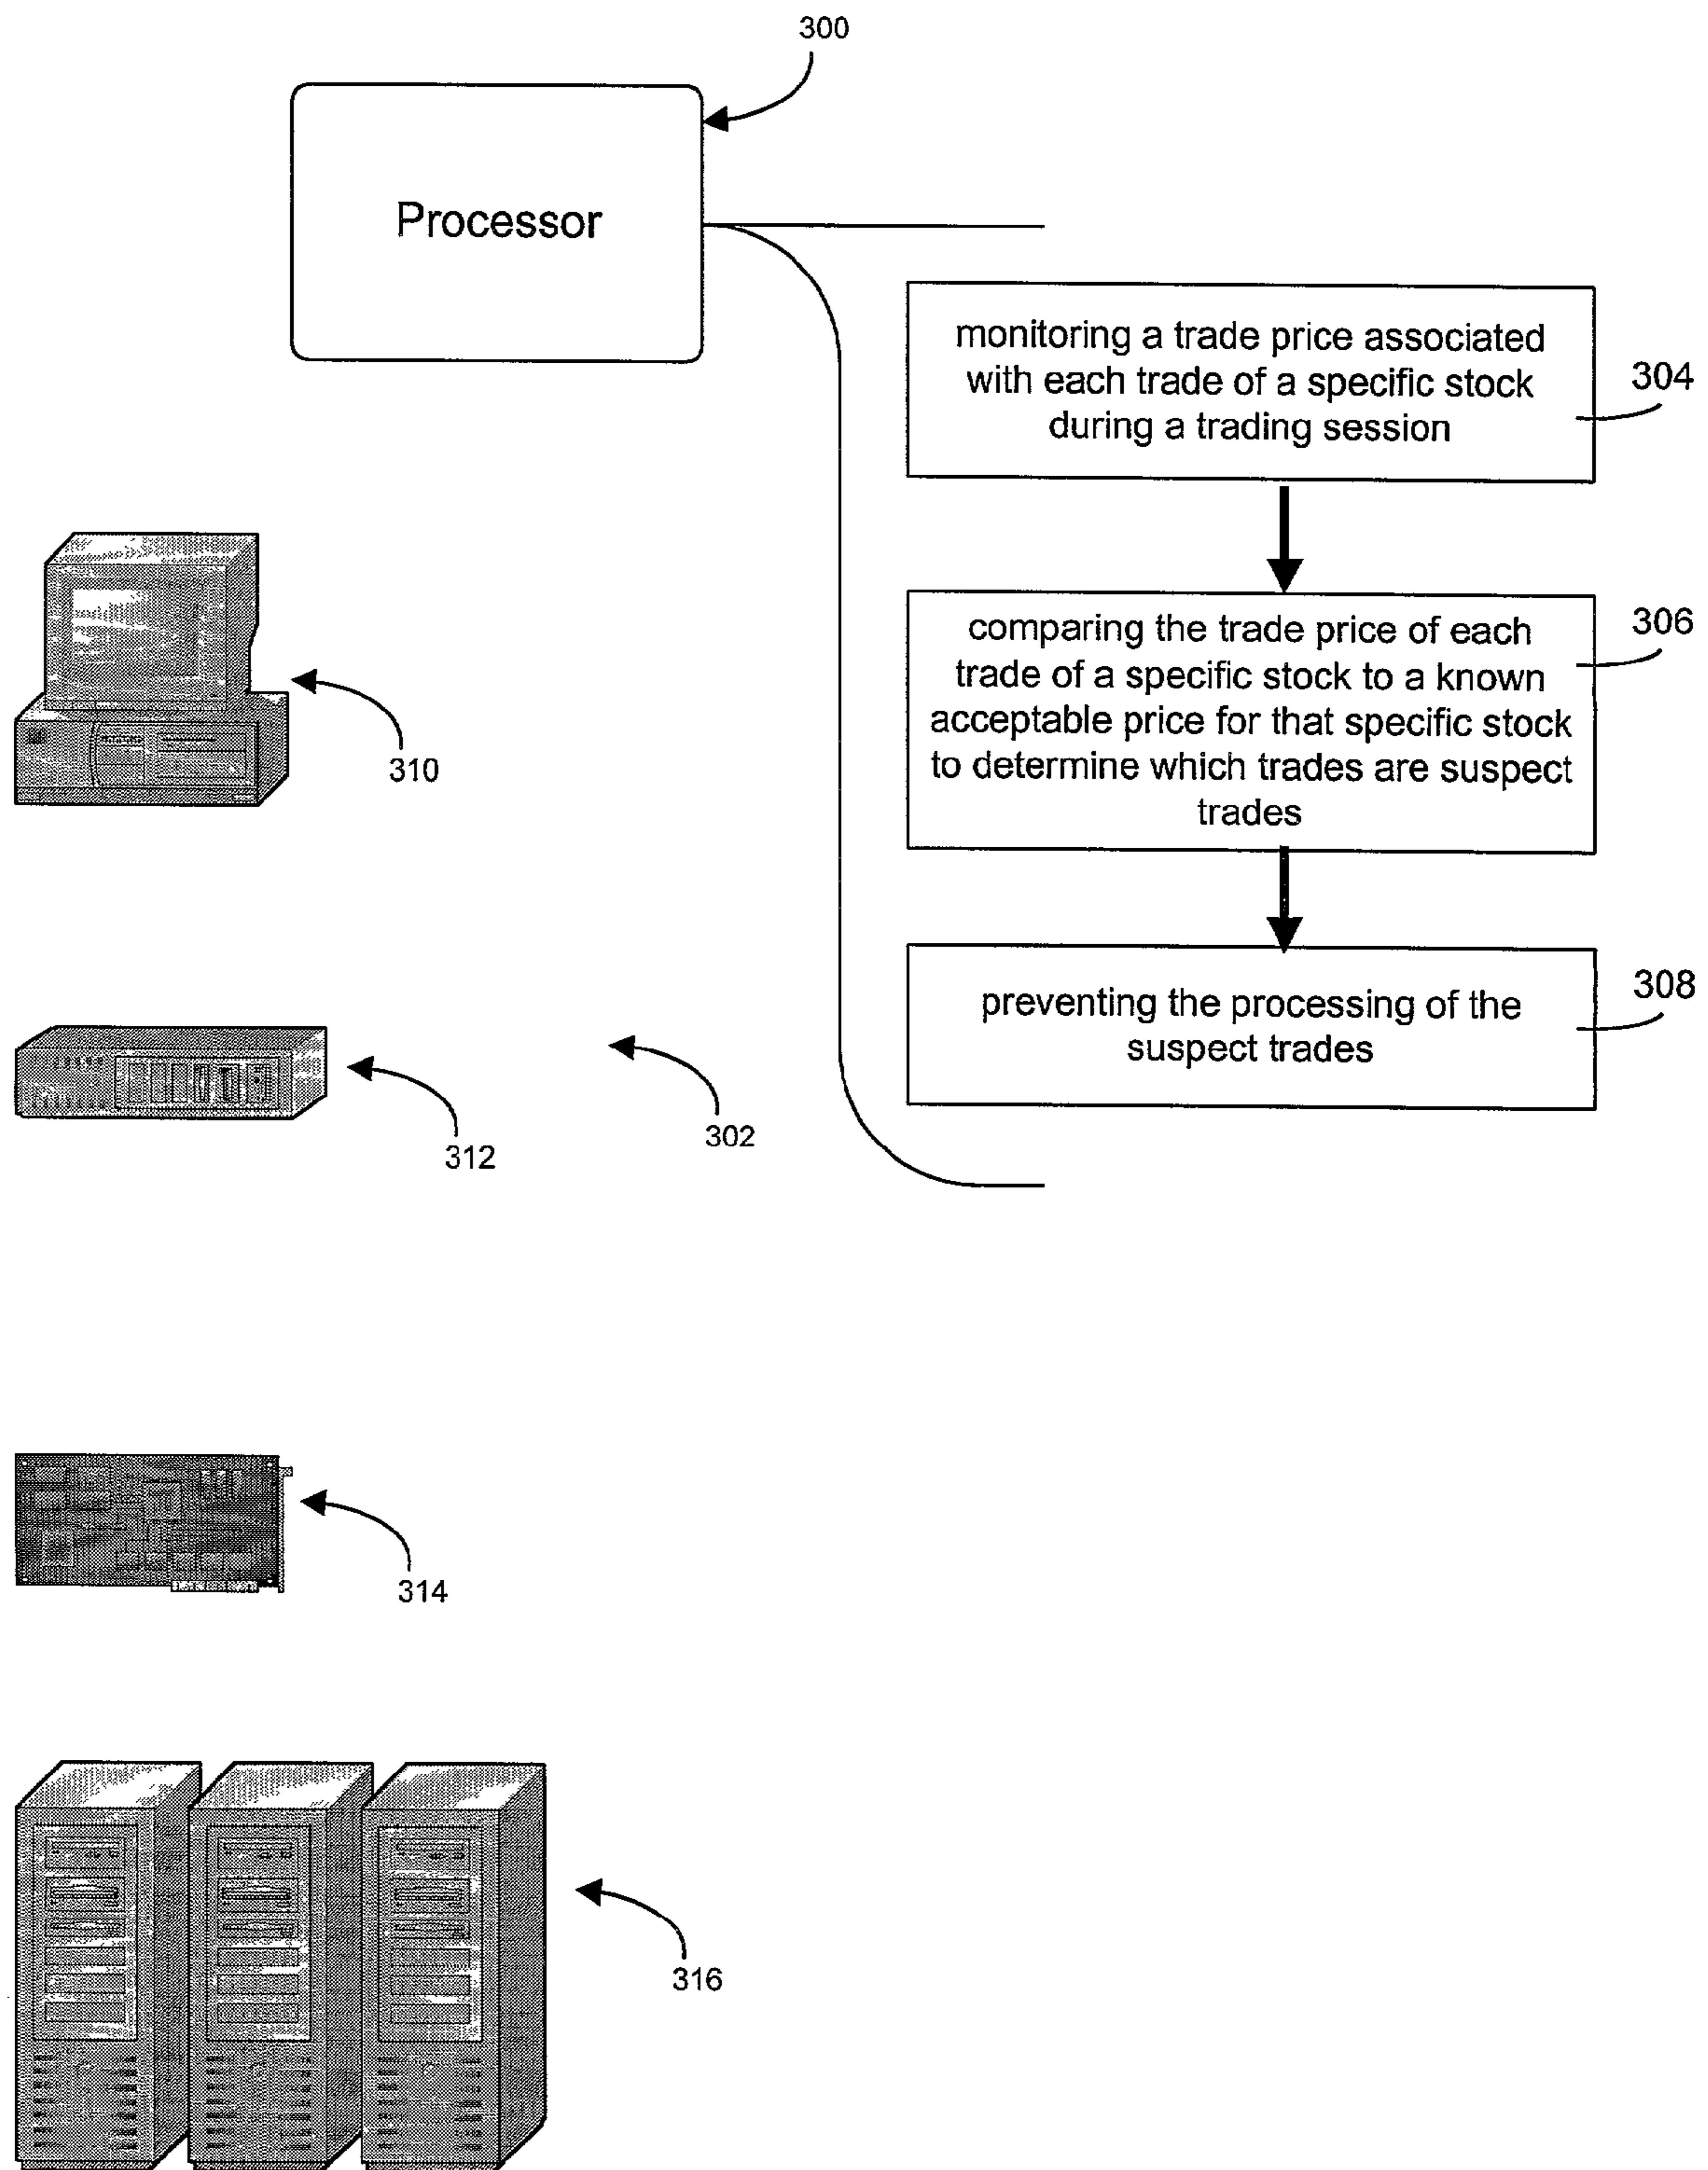 300
Processor
monitoring a trade price associated
with each trade of a specific stock
during a trading session
304
comparing the trade price of each
trade of a specific stock to a known
acceptable price for that specific stock
to determine which trades are suspect
trades
306
310
preventing the processing of the
suspect trades
308
302
312
314
316